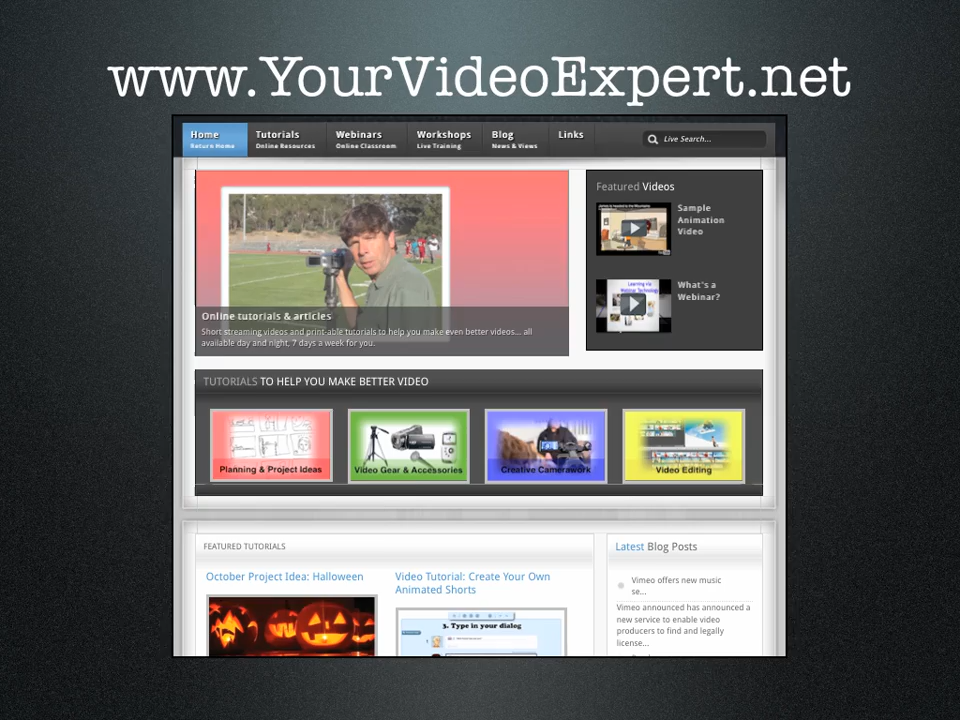 www.YourVideoExpert.net
Home
Return Home
Tutorials
Online Resources
Webinars
Online Classroom
Workshops
Live Training
Blog
News & Views
Links
Live Search...
Online tutorials & articles
Short streaming videos and print-able tutorials to help you make even better videos... all
available day and night, 7 days a week for you.
Featured Videos
Sample
Animation
Video
Learning via
Webinar Technology
What's a
Webinar?
TUTORIALS TO HELP YOU MAKE BETTER VIDEO
Planning & Project Ideas
Video Gear & Accessories
Creative Camerawork
Video Editing
FEATURED TUTORIALS
October Project Idea: Halloween
Video Tutorial: Create Your Own
Animated Shorts
3. Type in your dialog
Latest Blog Posts
Vimeo offers new music
se...
Vimeo announced has announced a
new service to enable video
producers to find and legally
license...